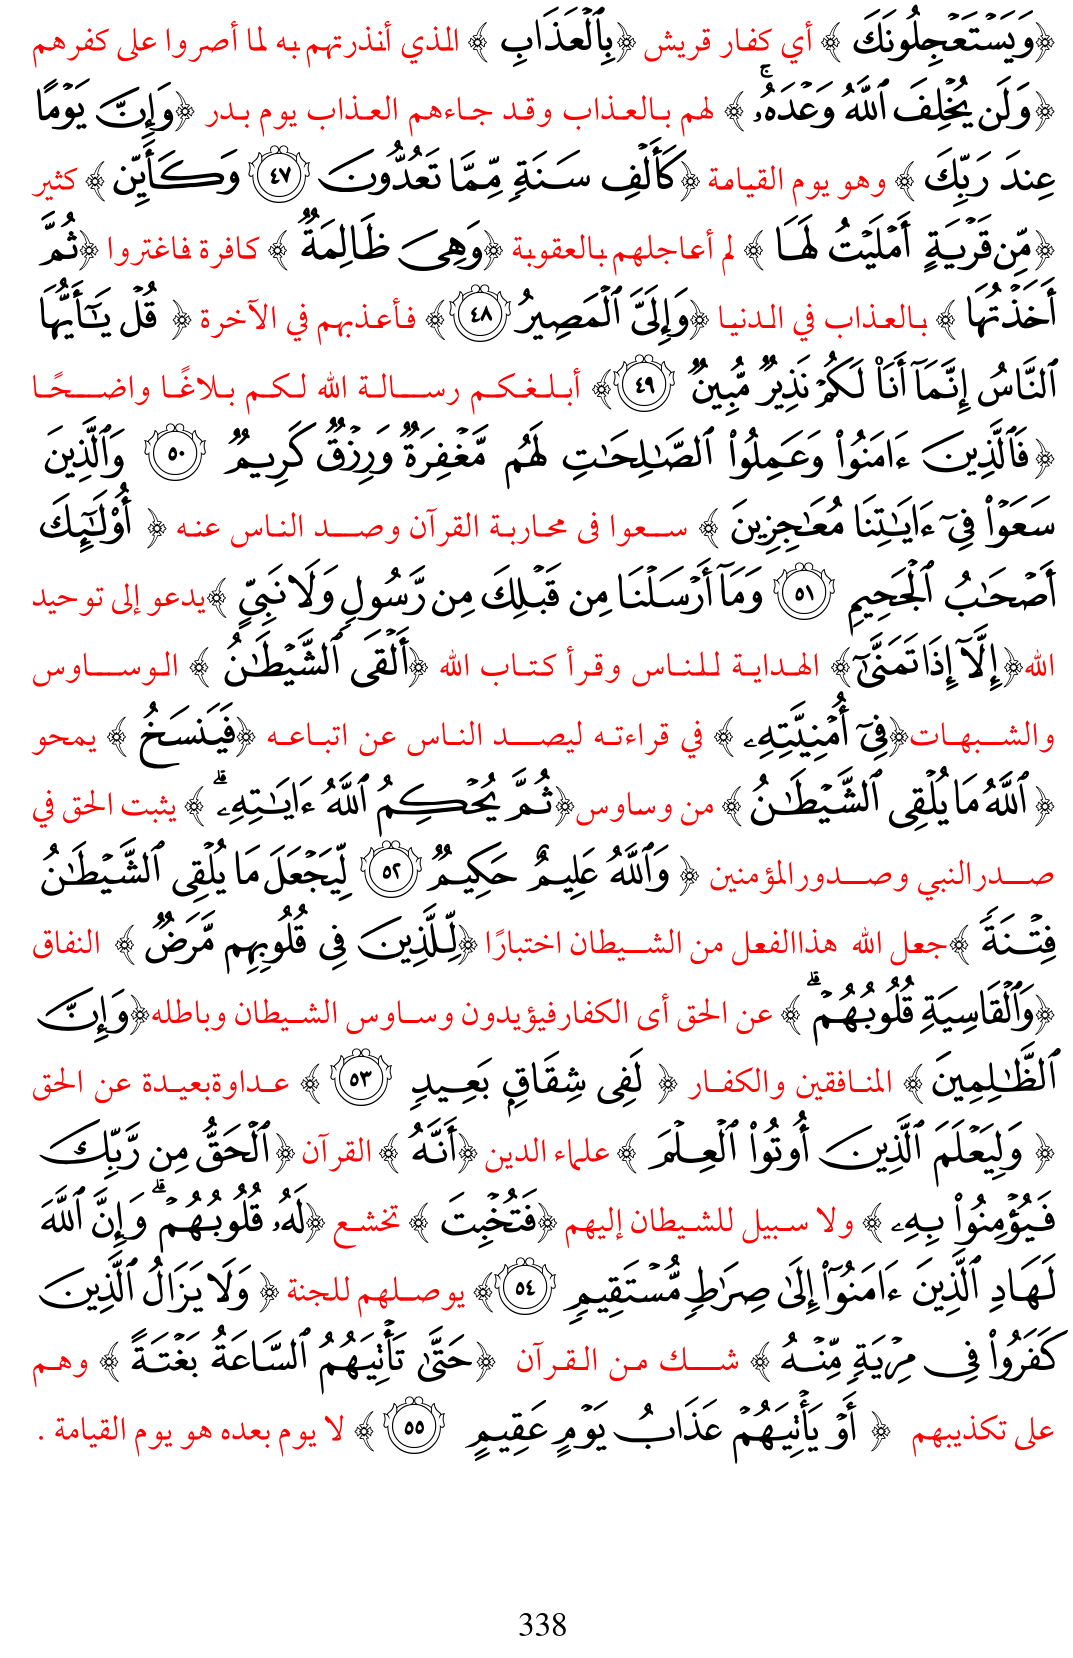 ﴿وَيَسْتَعْجِلُونَكَ ﴾ أي كفار قريش ﴿بِٱلْعَذَابِ ﴾ الذي أنذرتهم به لما أصروا على كفرهم
﴿وَلَن يُخْلِفَ ٱللَّهُ وَعْدَهُۥۚ ﴾ لهم بالعذاب وقد جاءهم العذاب يوم بدر ﴿وَإِنَّ يَوْمًا
عِندَ رَبِّكَ ﴾ وهو يوم القيامة ﴿كَأَلْفِ سَنَةٍ مِّمَّا تَعُدُّونَ ٤٧ وَكَأَيِّن ﴾ كثير
﴿مِّن قَرْيَةٍ أَمْلَيْتُ لَهَا ﴾ لم أعاجلهم بالعقوبة ﴿وَهِىَ ظَالِمَةٌ ﴾ كافرة فاغتروا ﴿ثُمَّ
أَخَذْتُهَا ﴾ بالعذاب في الدنيا ﴿وَإِلَىَّ ٱلْمَصِيرُ ٤٨﴾ فأعذبهم في الآخرة ﴿ قُلْ يَـٰٓأَيُّهَا
ٱلنَّاسُ إِنَّمَآ أَنَا۠ لَكُمْ نَذِيرٌ مُّبِينٌ ٤٩﴾ أبلغكم رسالة الله لكم بلاغًا واضحًا
﴿فَٱلَّذِينَ ءَامَنُوا۟ وَعَمِلُوا۟ ٱلصَّـٰلِحَـٰتِ لَهُم مَّغْفِرَةٌ وَرِزْقٌ كَرِيمٌ ٥٠ وَٱلَّذِينَ
سَعَوْا۟ فِىٓ ءَايَـٰتِنَا مُعَـٰجِزِينَ ﴾ سعوا فى محاربة القرآن وصد الناس عنه ﴿ أُو۟لَـٰٓئِكَ
أَصْحَـٰبُ ٱلْجَحِيمِ ٥١ وَمَآ أَرْسَلْنَا مِن قَبْلِكَ مِن رَّسُولٍ وَلَا نَبِىٍّ ﴾يدعو إلى توحيد
الله﴿إِلَّآ إِذَا تَمَنَّىٰٓ﴾ الهداية للناس وقرأ كتاب الله ﴿أَلْقَى ٱلشَّيْطَـٰنُ ﴾ الوساوس
والشبهات﴿فِىٓ أُمْنِيَّتِهِۦ ﴾ في قراءته ليصد الناس عن اتباعه ﴿فَيَنسَخُ ﴾ يمحو
﴿ ٱللَّهُ مَا يُلْقِى ٱلشَّيْطَـٰنُ ﴾ من وساوس﴿ثُمَّ يُحْكِمُ ٱللَّهُ ءَايَـٰتِهِۦۗ ﴾ يثبت الحق في
صدرالنبي وصدورالمؤمنين ﴿ وَٱللَّهُ عَلِيمٌ حَكِيمٌ ٥٢ لِّيَجْعَلَ مَا يُلْقِى ٱلشَّيْطَـٰنُ
فِتْنَةً ﴾جعل الله هذاالفعل من الشيطان اختبارًا ﴿لِّلَّذِينَ فِى قُلُوبِهِم مَّرَضٌ ﴾ النفاق
﴿وَٱلْقَاسِيَةِ قُلُوبُهُمْۗ ﴾ عن الحق أى الكفارفيؤيدون وساوس الشيطان وباطله﴿وَإِنَّ
ٱلظَّـٰلِمِينَ ﴾ المنافقين والكفار ﴿ لَفِى شِقَاقٍۭ بَعِيدٍ ٥٣ ﴾ عداوةبعيدة عن الحق
﴿ وَلِيَعْلَمَ ٱلَّذِينَ أُوتُوا۟ ٱلْعِلْمَ ﴾ علماء الدين ﴿أَنَّهُ ﴾ القرآن ﴿ٱلْحَقُّ مِن رَّبِّكَ
فَيُؤْمِنُوا۟ بِهِۦ ﴾ ولا سبيل للشيطان إليهم ﴿فَتُخْبِتَ ﴾ تخشع ﴿لَهُۥ قُلُوبُهُمْۗ وَإِنَّ ٱللَّهَ
لَهَادِ ٱلَّذِينَ ءَامَنُوٓا۟ إِلَىٰ صِرَٰطٍ مُّسْتَقِيمٍ ٥٤﴾ يوصلهم للجنة ﴿ وَلَا يَزَالُ ٱلَّذِينَ
كَفَرُوا۟ فِى مِرْيَةٍ مِّنْهُ ﴾ شك من القرآن ﴿حَتَّىٰ تَأْتِيَهُمُ ٱلسَّاعَةُ بَغْتَةً ﴾ وهم
على تكذيبهم ﴿ أَوْ يَأْتِيَهُمْ عَذَابُ يَوْمٍ عَقِيمٍ ٥٥ ﴾ لا يوم بعده هو يوم القيامة .
338